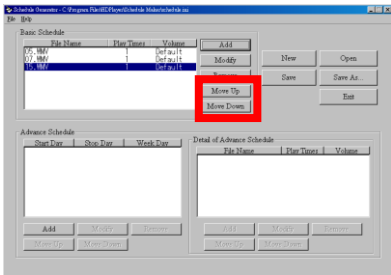 Schedule Generator - C:\Program Files\HDPlayer\Schedule Maker\schedule.ini
File Help
Basic Schedule
File Name Play Times Volume
05.WMV 1 Default
07.WMV 1 Default
15.WMV 1 Default
Add
Modify
Remove
Move Up
Move Down
New Open
Save Save As...
Exit
Advance Schedule
Start Day Stop Day Week Day
Add Modify Remove
Move Up Move Down
Detail of Advance Schedule
File Name Play Times Volume
Add Modify Remove
Move Up Move Down